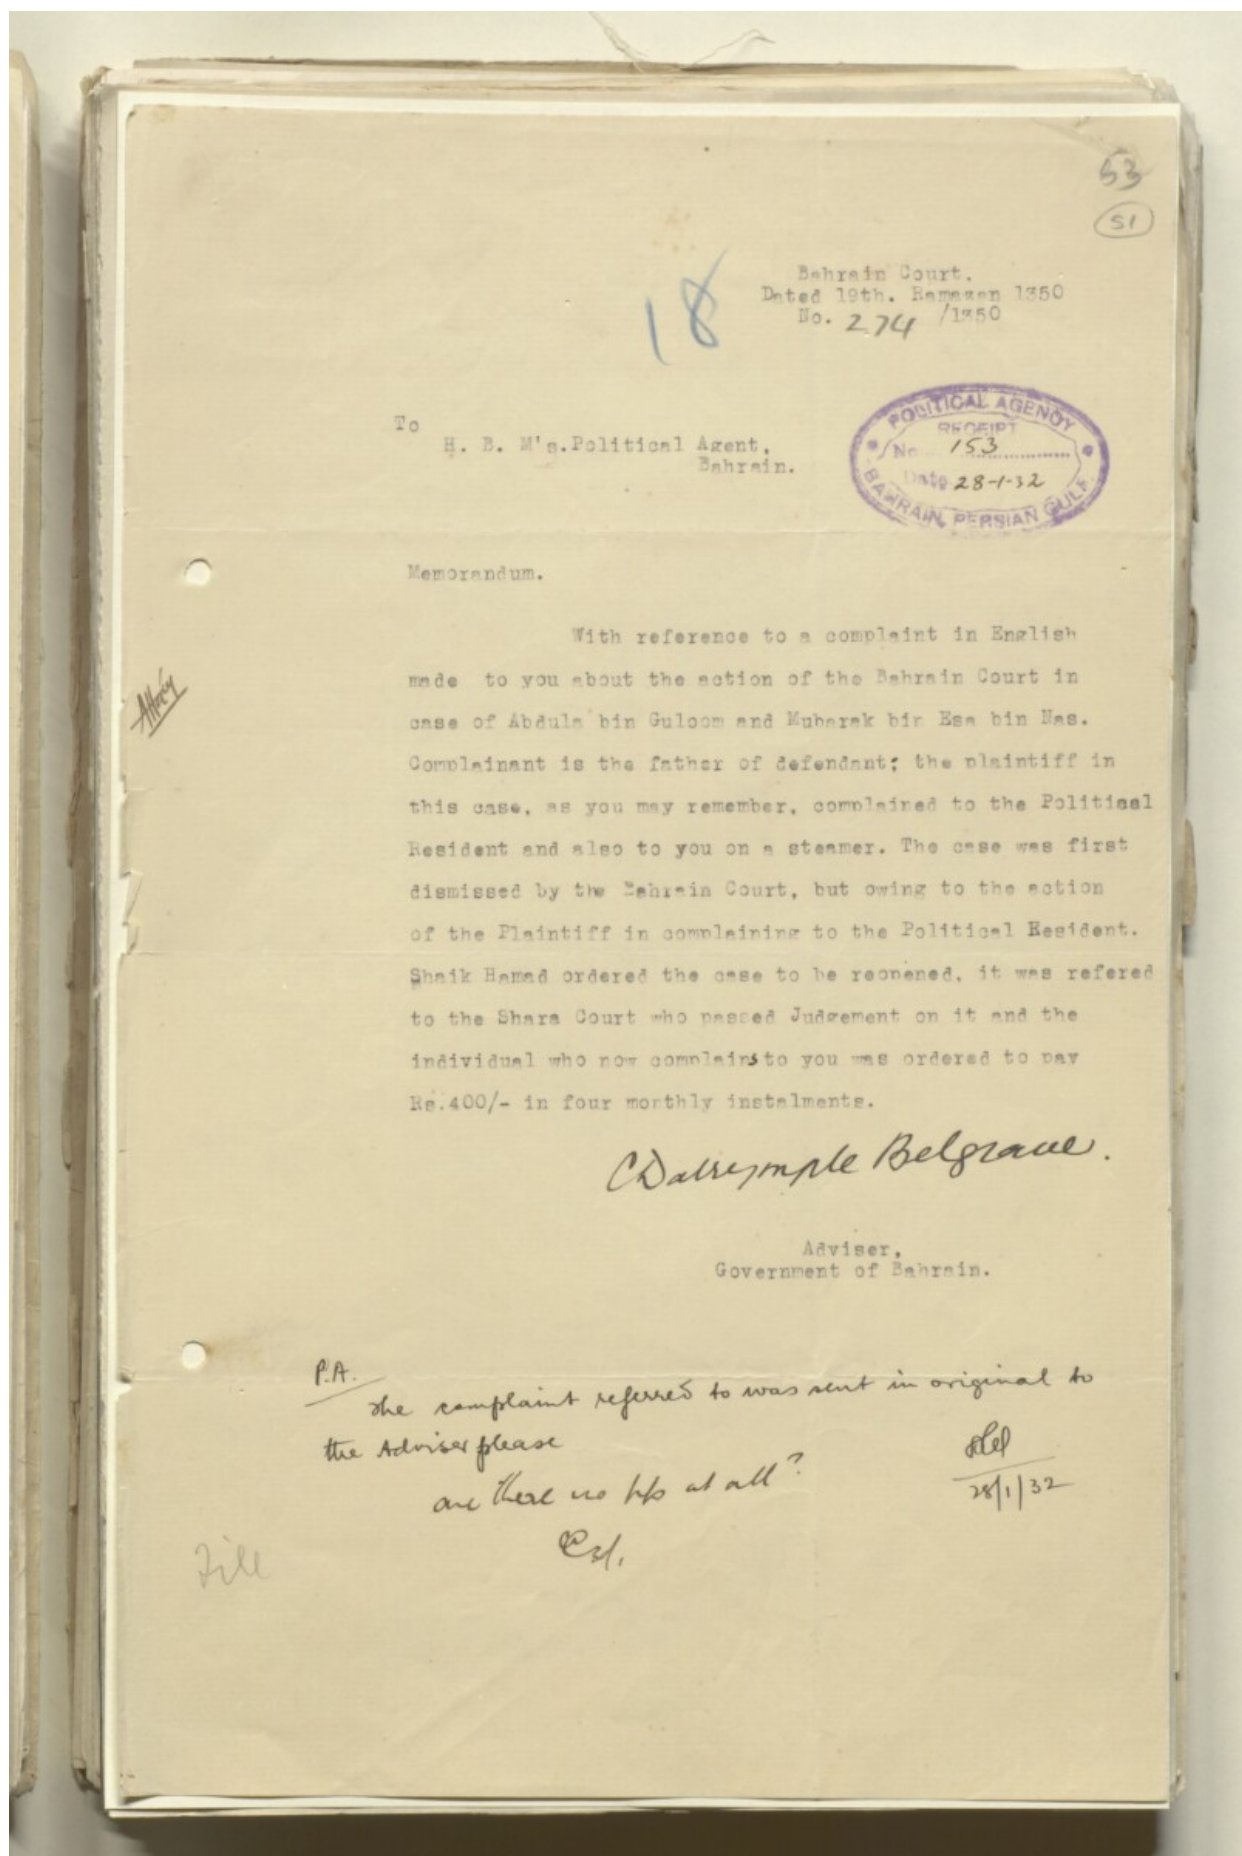 53
51
18
Bahrain Court.
Dated 19th. Ramazan 1350
No. 274 /1350
POLITICAL AGENCY
RECEIPT
No. 153
Date 28-1-32
BAHRAIN, PERSIAN GULF
To
H. B. M's.Political Agent,
Bahrain.
Memorandum.
With reference to a complaint in English
made to you about the action of the Bahrain Court in
case of Abdula bin Guloom and Mubarak bin Esa bin Nas.
Complainant is the father of defendant; the plaintiff in
this case, as you may remember, complained to the Political
Resident and also to you on a steamer. The case was first
dismissed by the Bahrain Court, but owing to the action
of the Plaintiff in complaining to the Political Resident.
Shaik Hamad ordered the case to be reopened, it was refered
to the Shara Court who passed Judgement on it and the
individual who now complains to you was ordered to pay
Rs.400/- in four monthly instalments.
CDalrymple Belgrave.
Adviser,
Government of Bahrain.
P.A.
The complaint referred to was sent in original to
the Adviser please
28/1/32
are there no pps at all?
File